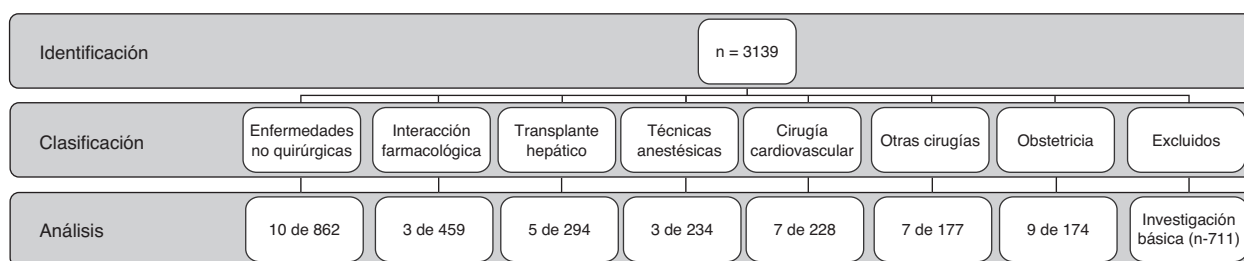 Identificación
n = 3139
Clasificación
Enfermedades
no quirúrgicas
Interacción
farmacológica
Transplante
hepático
Técnicas
anestésicas
Cirugía
cardiovascular
Otras cirugías
Obstetricia
Excluidos
Análisis
10 de 862
3 de 459
5 de 294
3 de 234
7 de 228
7 de 177
9 de 174
Investigación
básica (n-711)